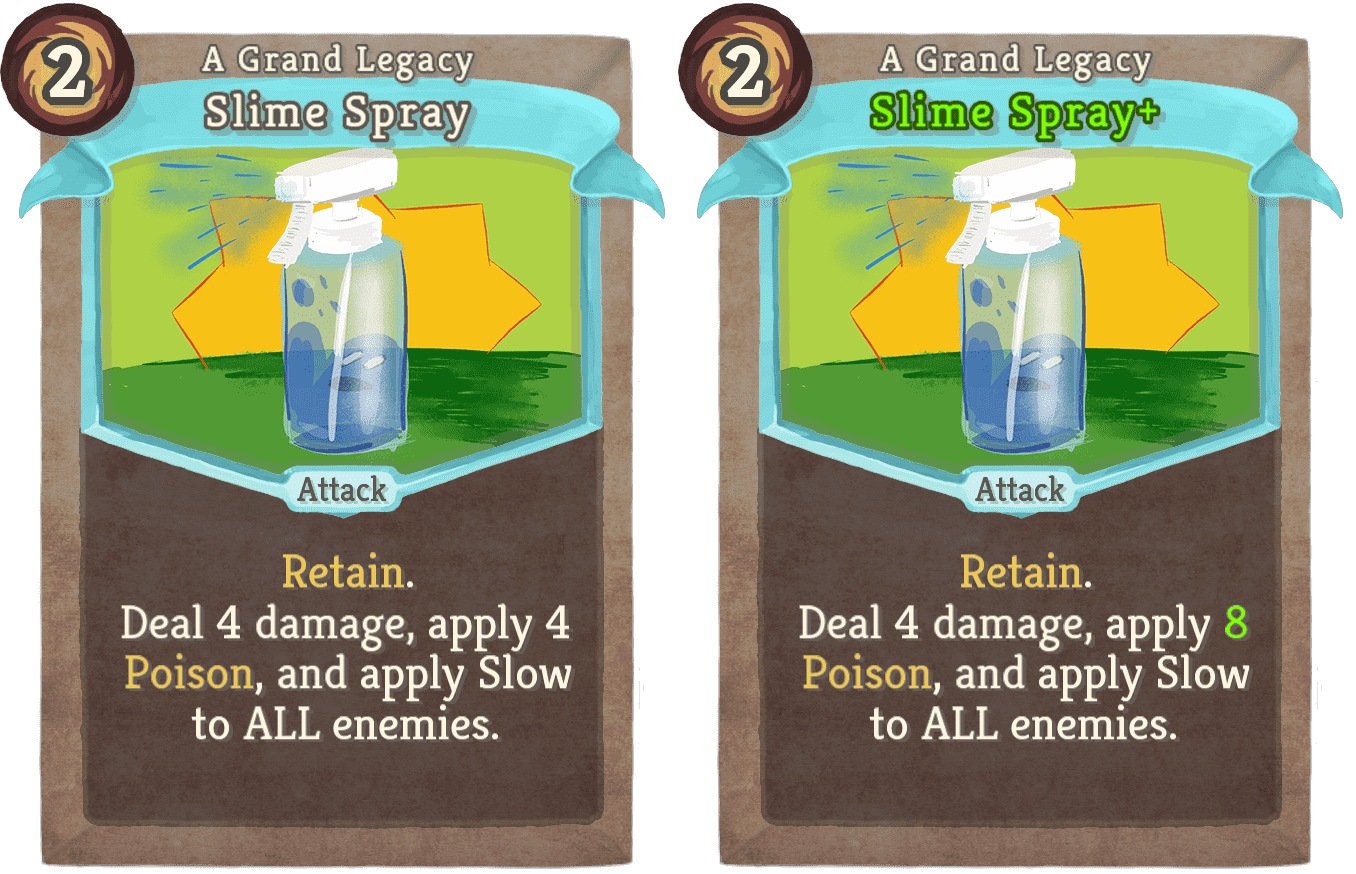 2
A Grand Legacy
Slime Spray
Attack
Retain.
Deal 4 damage, apply 4
Poison, and apply Slow
to ALL enemies.
2
A Grand Legacy
Slime Spray+
Attack
Retain.
Deal 4 damage, apply 8
Poison, and apply Slow
to ALL enemies.